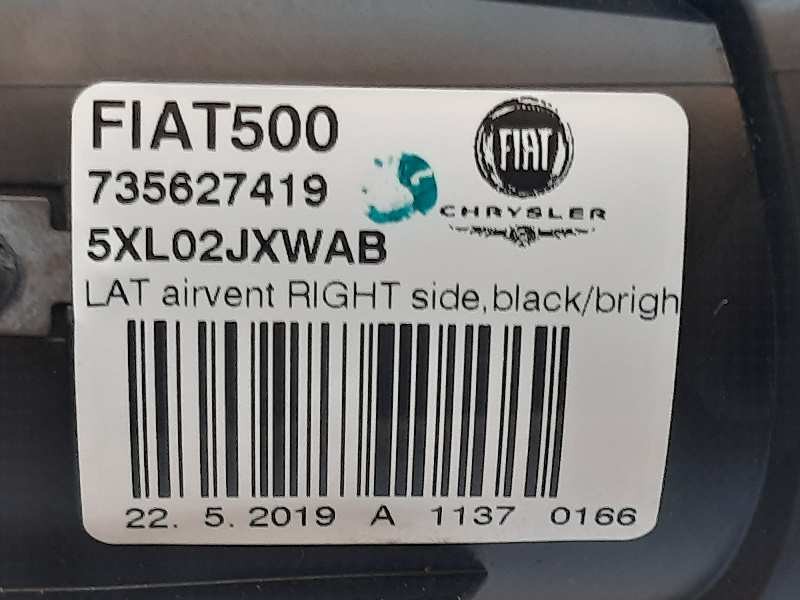 FIAT500
FIAT
735627419
CHRYSLER
5XL02JXWAB
LAT airvent RIGHT side,black/brigh
22. 5. 2019 A 1137 0166